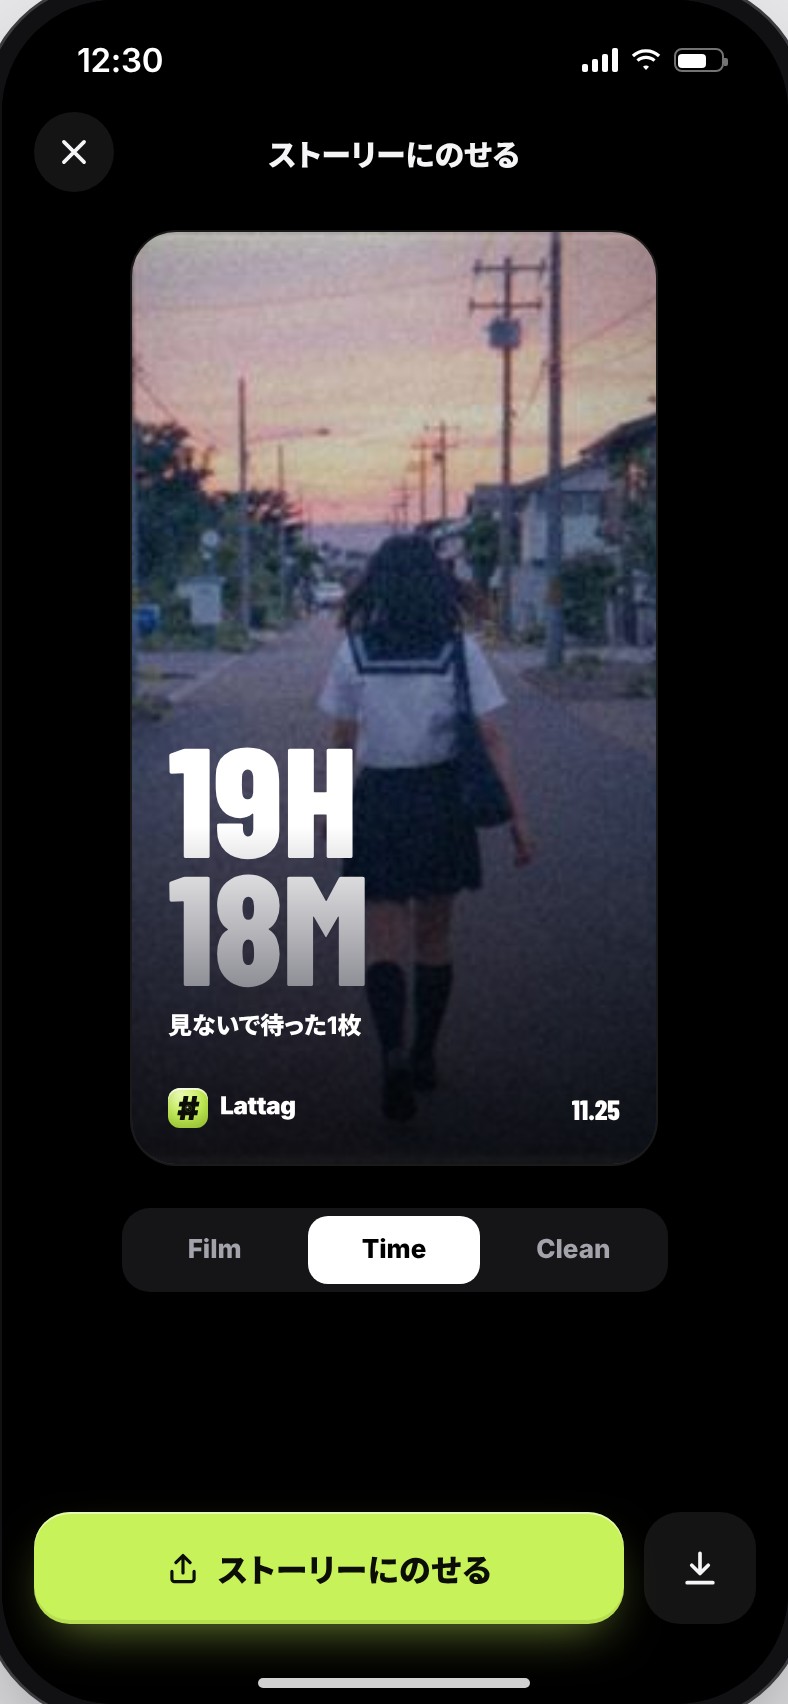 12:30
ストーリーにのせる
19H
18M
見ないで待った1枚
# Lattag
11.25
Film
Time
Clean
ストーリーにのせる